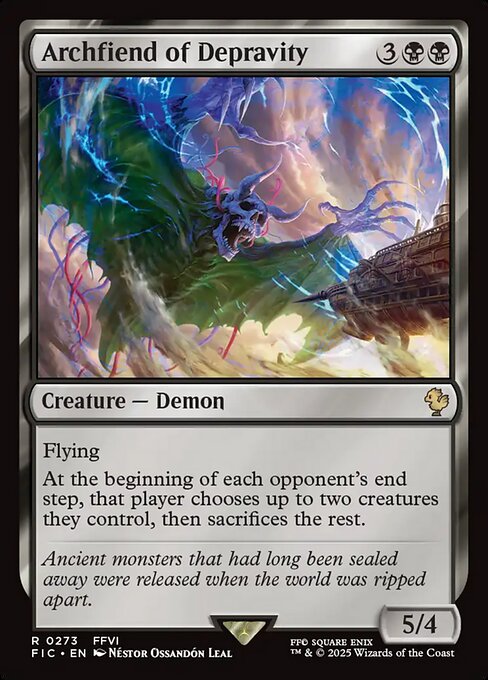 Archfiend of Depravity 3
Creature — Demon
Flying
At the beginning of each opponent's end
step, that player chooses up to two creatures
they control, then sacrifices the rest.
Ancient monsters that had long been sealed
away were released when the world was ripped
apart.
5/4
R 0273 FFVI
FIC • EN Néstor Ossandón Leal
FF© SQUARE ENIX
™ & © 2025 Wizards of the Coast